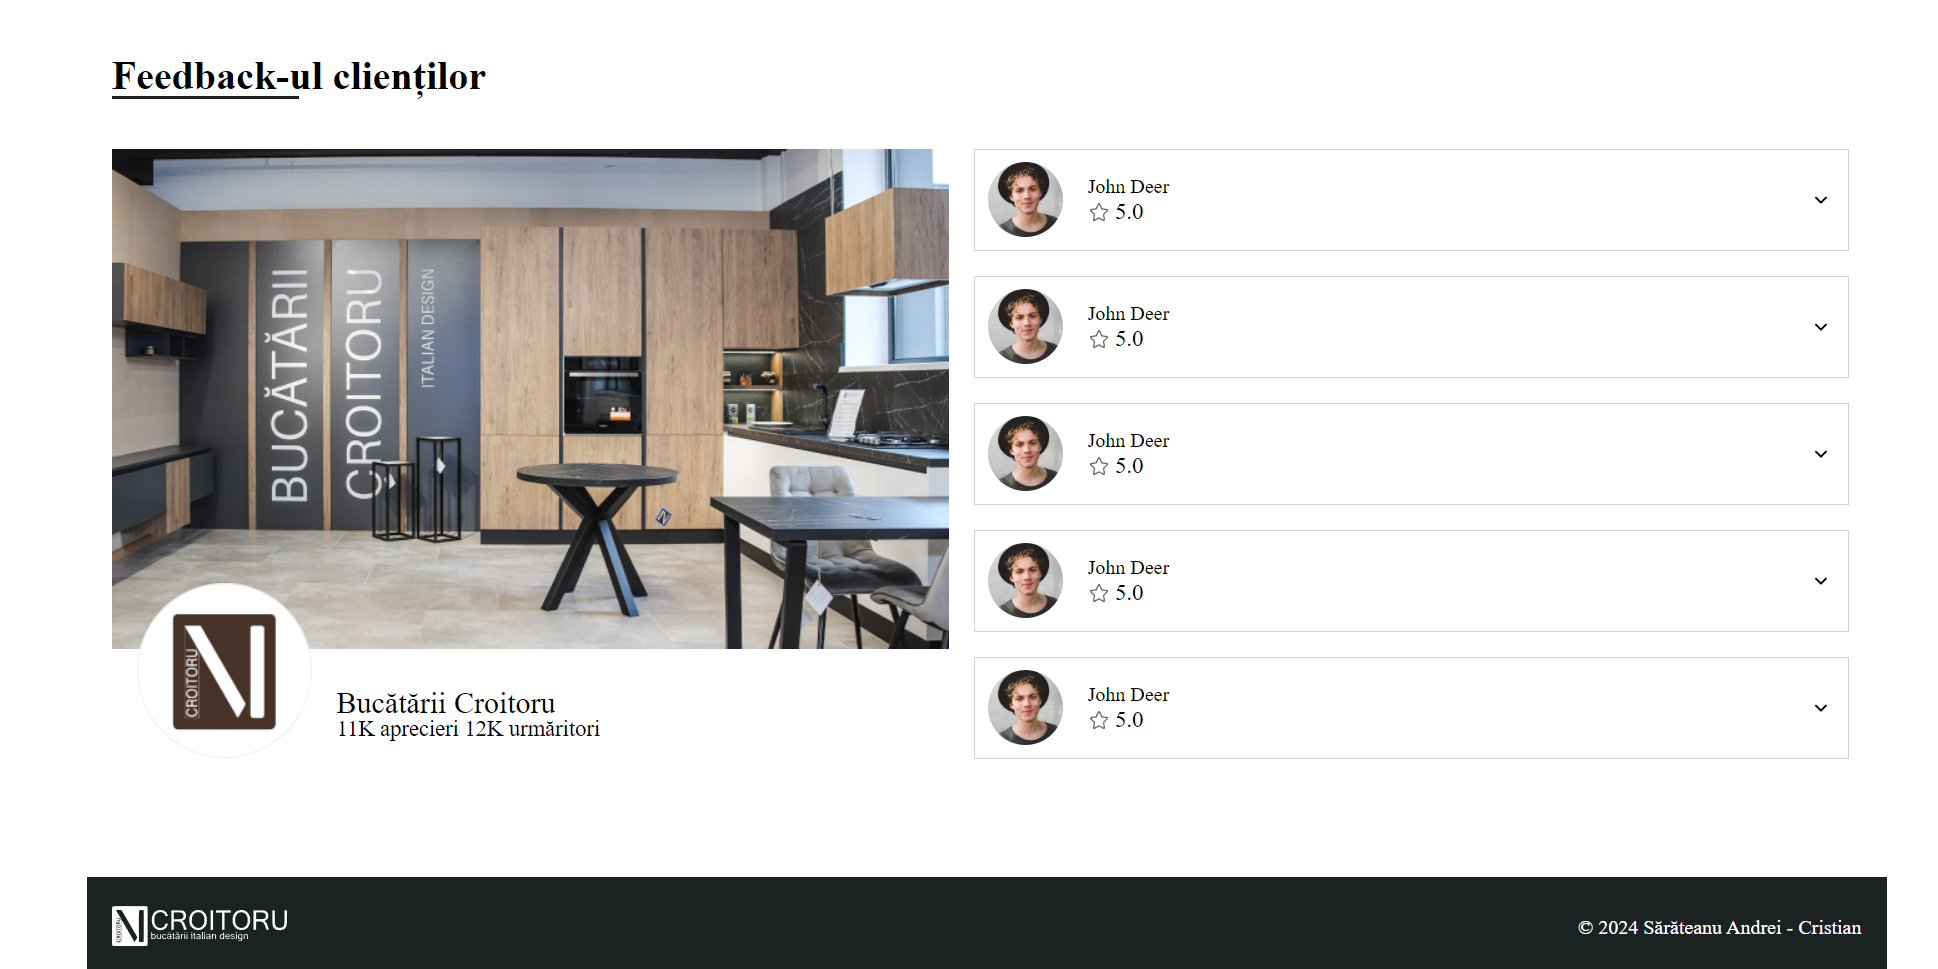 Feedback-ul clienților
BUCĂTĂRII
CROITORU
ITALIAN DESIGN
CROITORU
Bucătării Croitoru
11K aprecieri 12K urmăritori
John Deer
5.0
John Deer
5.0
John Deer
5.0
John Deer
5.0
John Deer
5.0
CROITORU
CROITORU
bucătării italian design
© 2024 Sărăteanu Andrei - Cristian